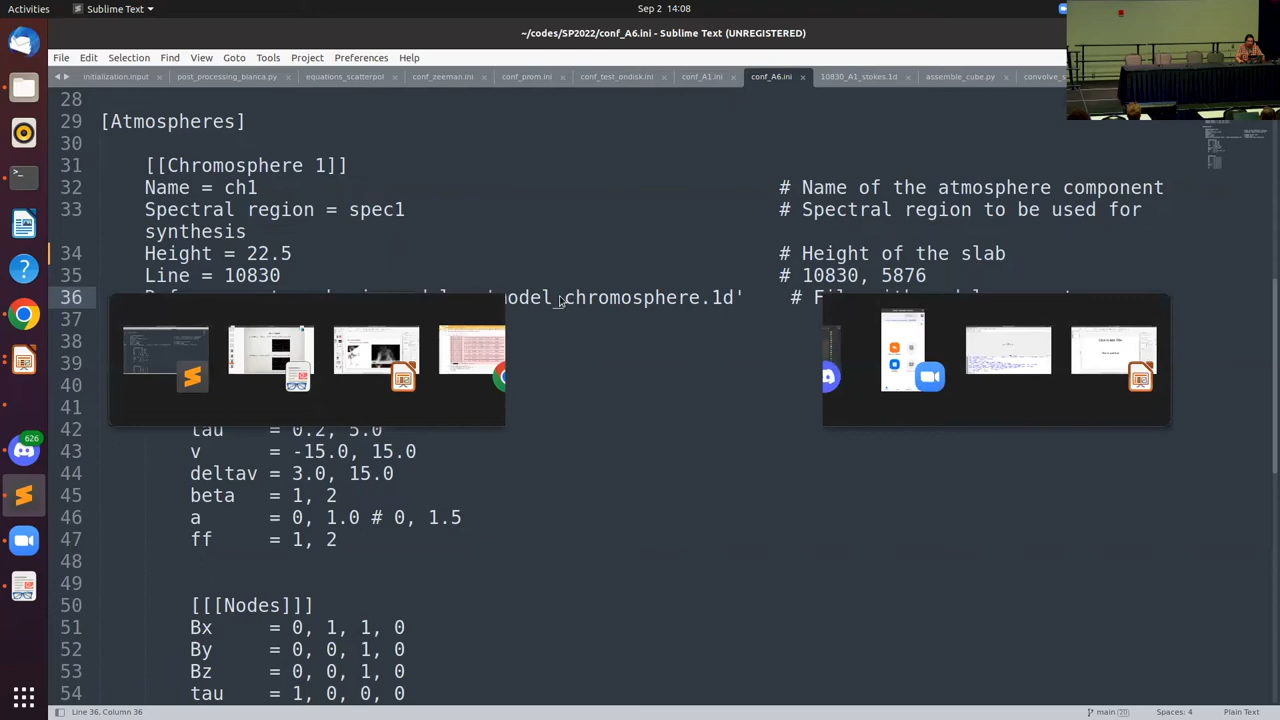 Activities
Sublime Text
Sep 2 14:08
~/codes/SP2022/conf_A6.ini - Sublime Text (UNREGISTERED)
File Edit Selection Find View Goto Tools Project Preferences Help
initialization.input
post_processing_bianca.py
equations_scatterpol
conf_zeeman.ini
conf_prom.ini
conf_test_ondisk.ini
conf_A1.ini
conf_A6.ini
10830_A1_stokes.1d
assemble_cube.py
28
29 [Atmospheres]
30
31 [[Chromosphere 1]]
32 Name = ch1 # Name of the atmosphere component
33 Spectral region = spec1 # Spectral region to be used for
synthesis
34 Height = 22.5 # Height of the slab
35 Line = 10830 # 10830, 5876
36 model_chromosphere.1d' #
37
38
39
40
41
42 tau = 0.2, 5.0
43 v = -15.0, 15.0
44 deltav = 3.0, 15.0
45 beta = 1, 2
46 a = 0, 1.0 # 0, 1.5
47 ff = 1, 2
48
49
50 [[[Nodes]]]
51 Bx = 0, 1, 1, 0
52 By = 0, 0, 1, 0
53 Bz = 0, 0, 1, 0
54 tau = 1, 0, 0, 0
626
Line 36, Column 36
main 20
Spaces: 4
Plain Text